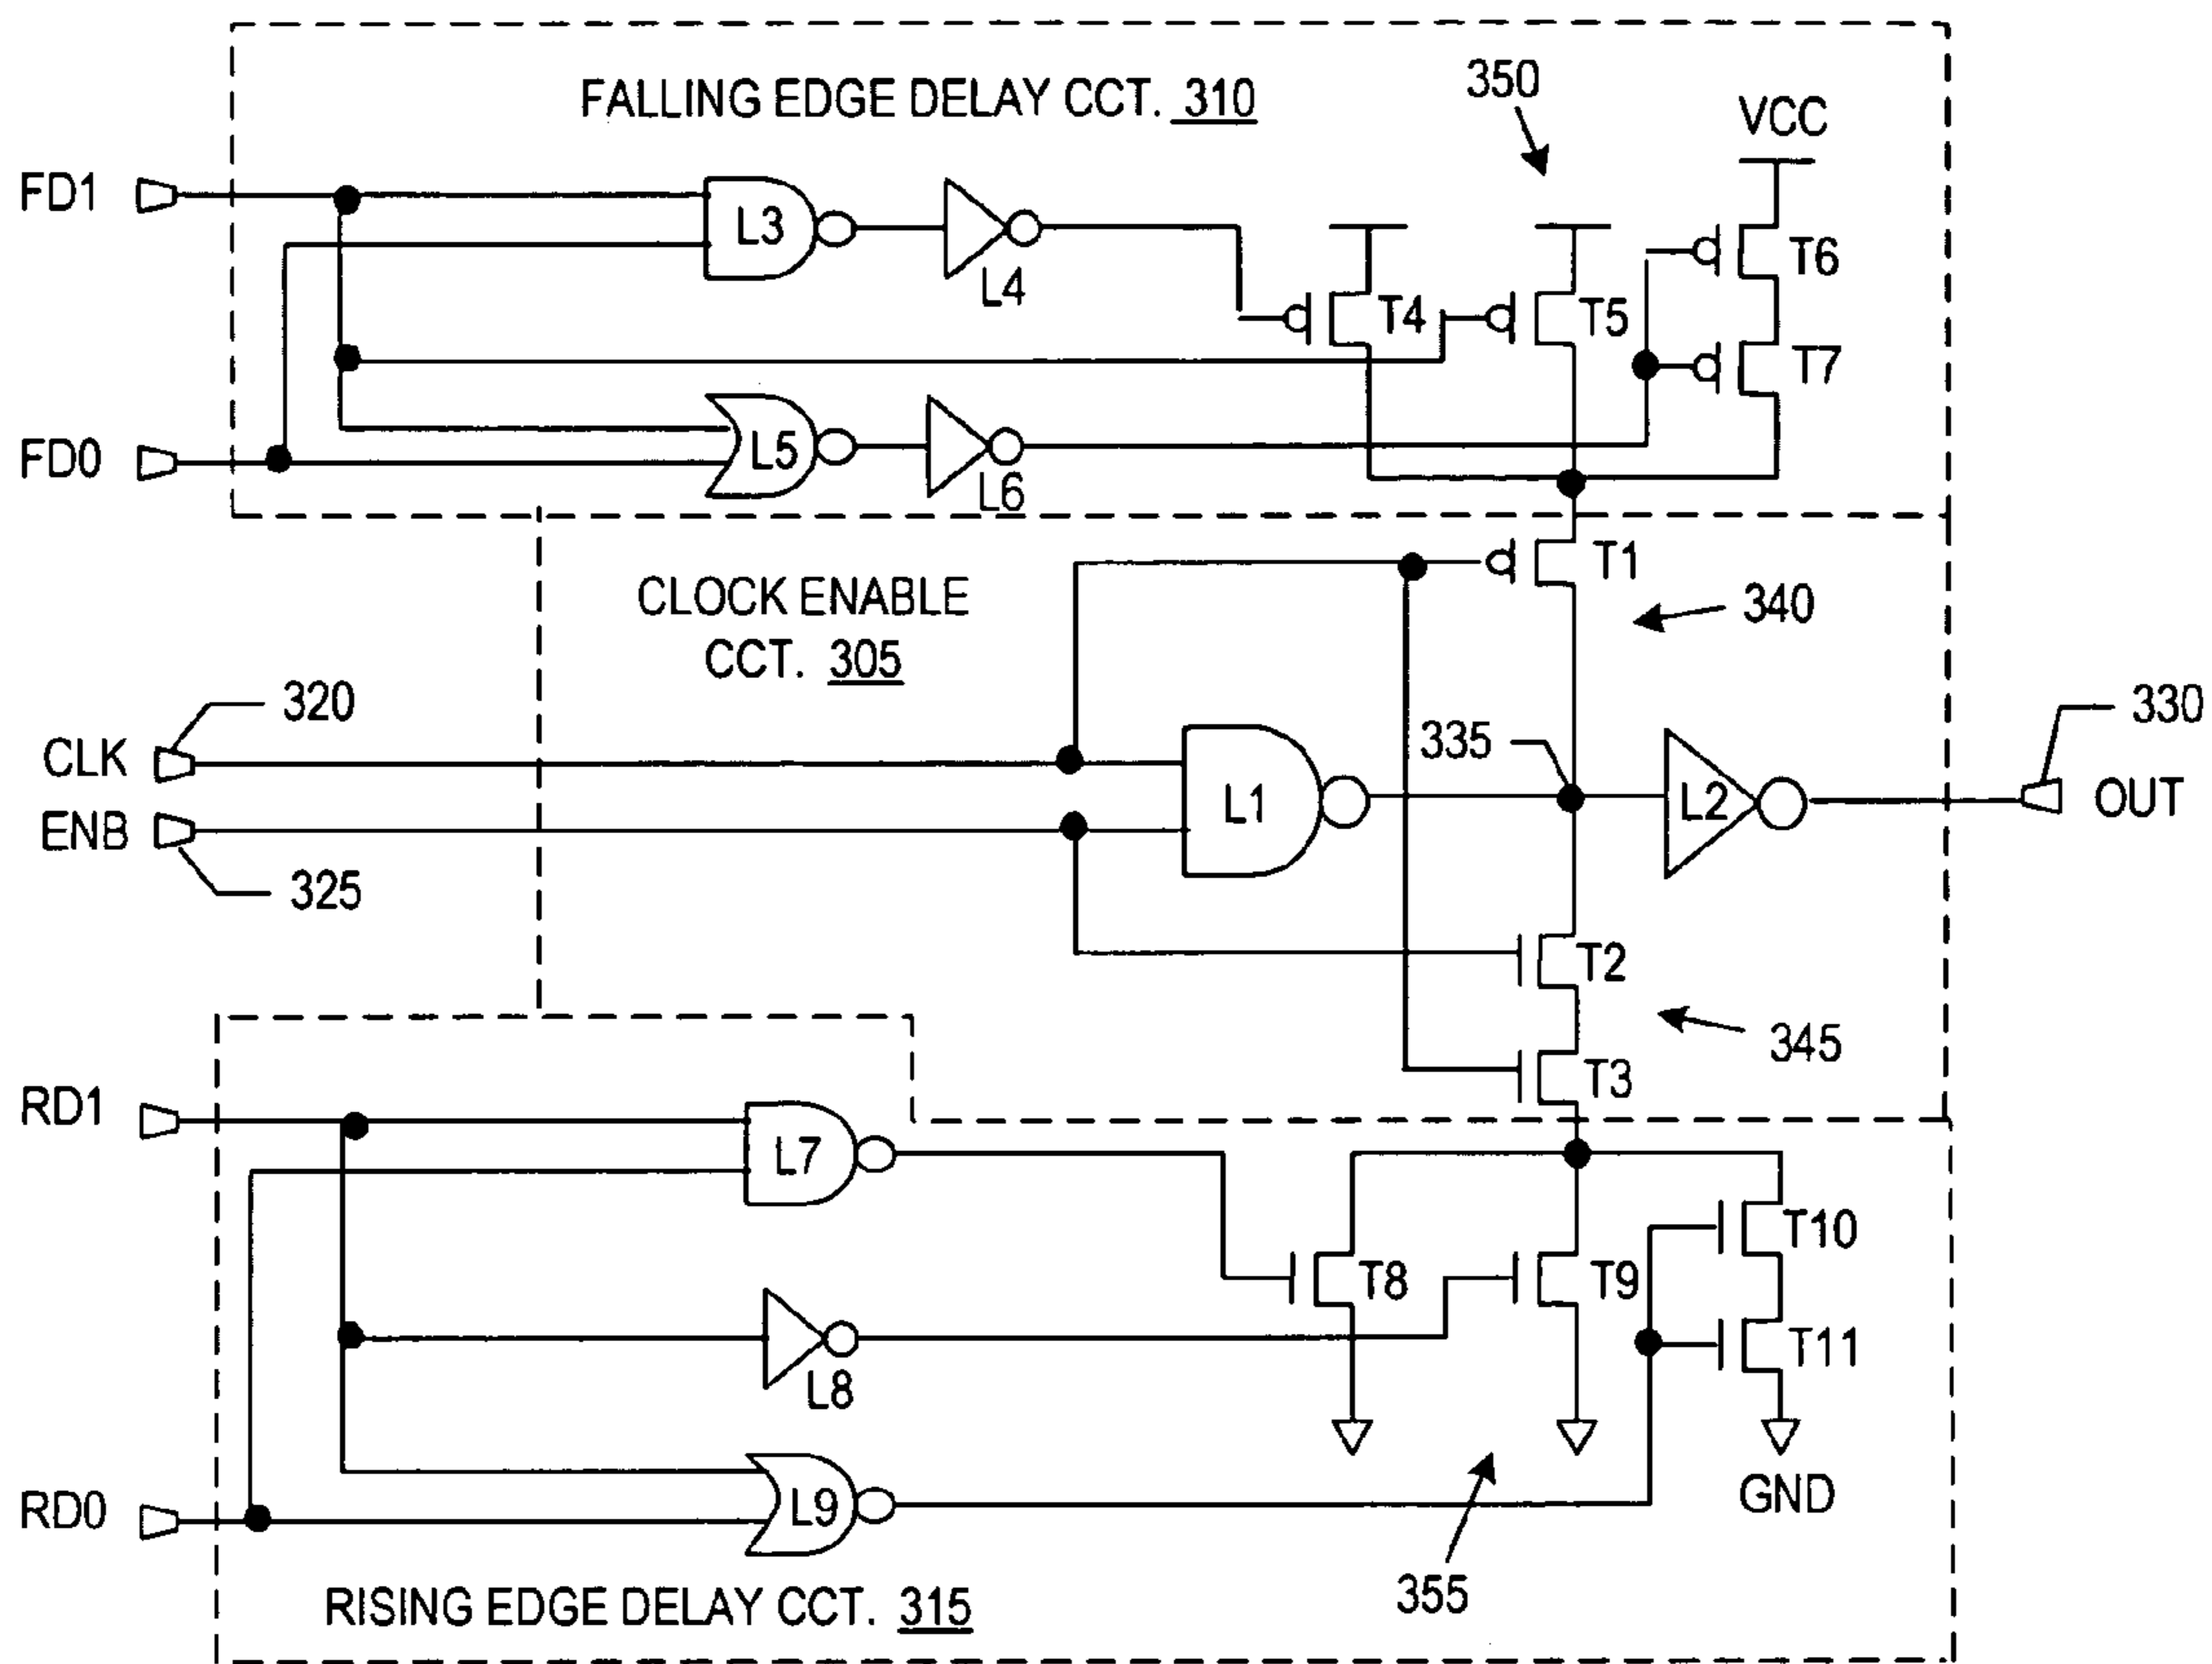 FALLING EDGE DELAY CCT. 310
350
VCC
FD1
L3
L4
T4
T5
T6
T7
FD0
L5
L6
T1
CLOCK ENABLE
CCT. 305
340
320
CLK
335
330
L1
L2
OUT
ENB
325
T2
345
T3
RD1
L7
T8
T9
T10
T11
L8
RD0
L9
GND
355
RISING EDGE DELAY CCT. 315